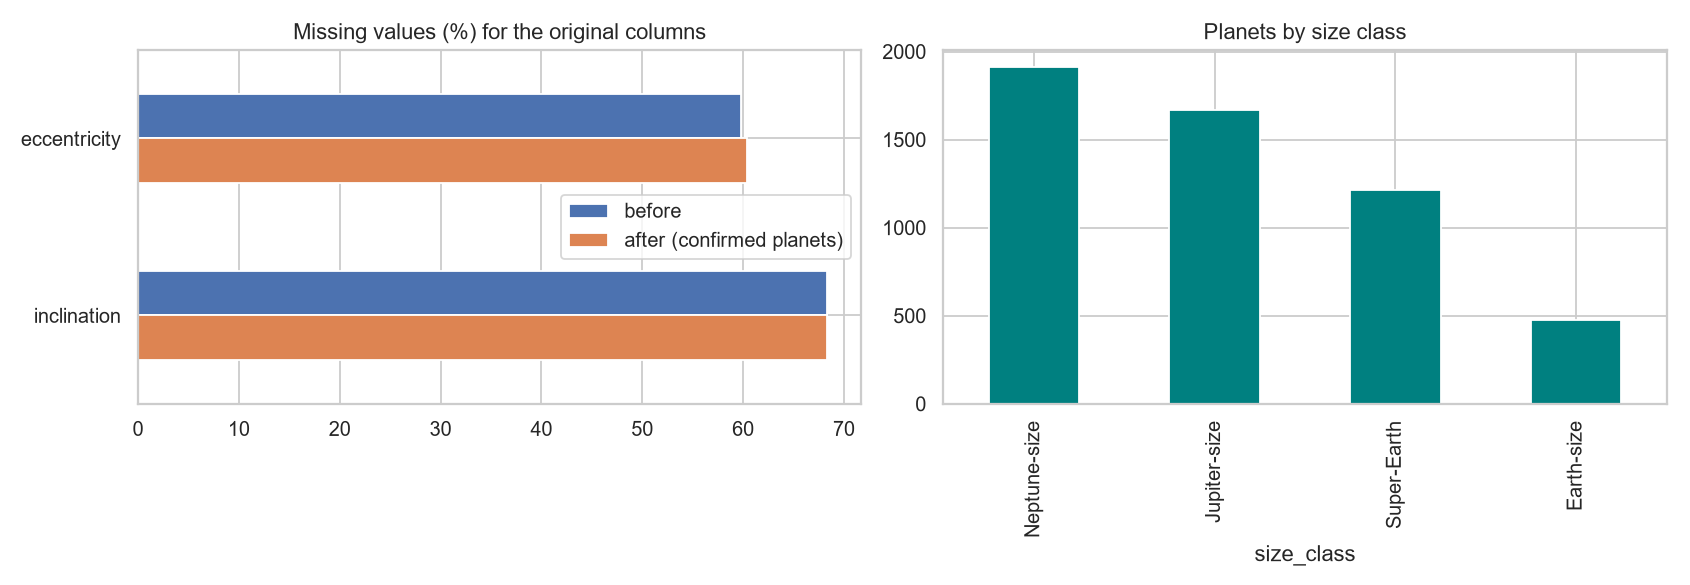 Missing values (%) for the original columns
eccentricity
inclination
before
after (confirmed planets)
0 10 20 30 40 50 60 70
Planets by size class
2000
1500
1000
500
0
Neptune-size
Jupiter-size
Super-Earth
Earth-size
size_class